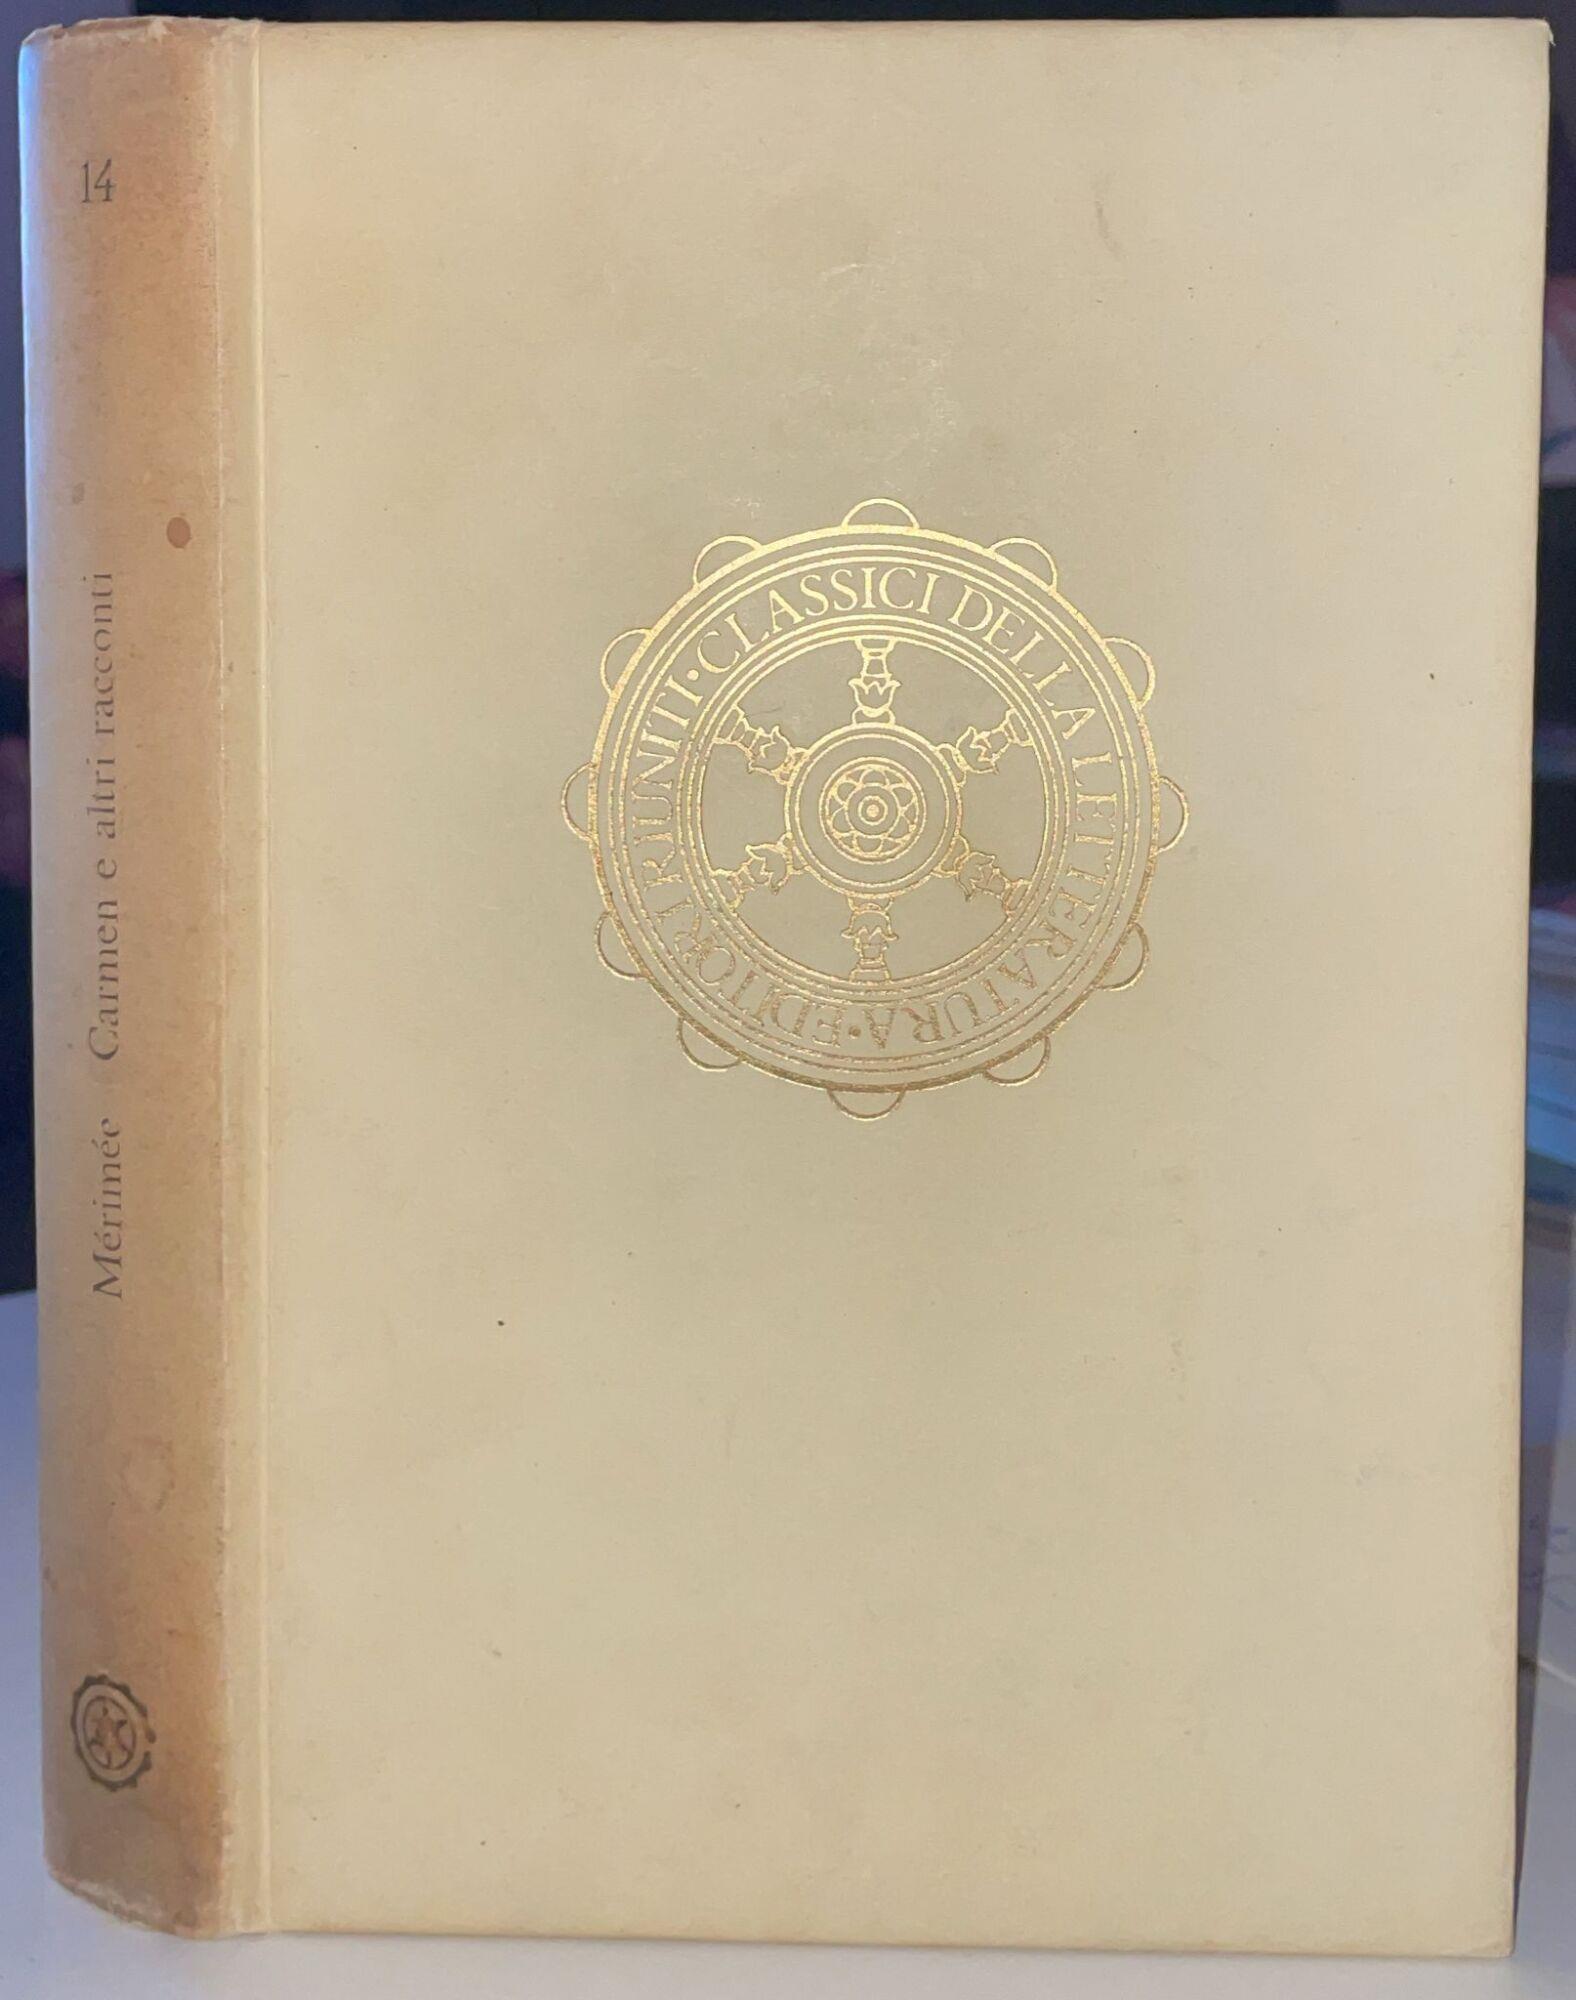 14
Mérimée Carmen e altri racconti
CLASSICI DELLA LETTERATURA • EDITORI RIUNITI •